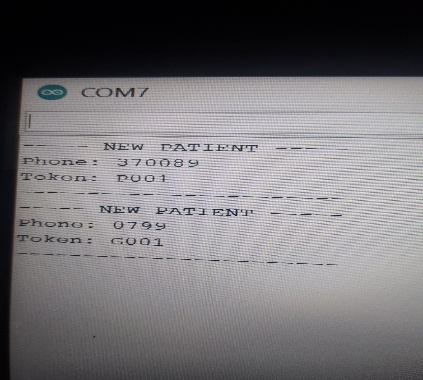 COM7
----- NEW PATIENT -----
Phone: 370089
Token: P001
--------------------
----- NEW PATIENT -----
Phone: 0799
Token: G001
--------------------